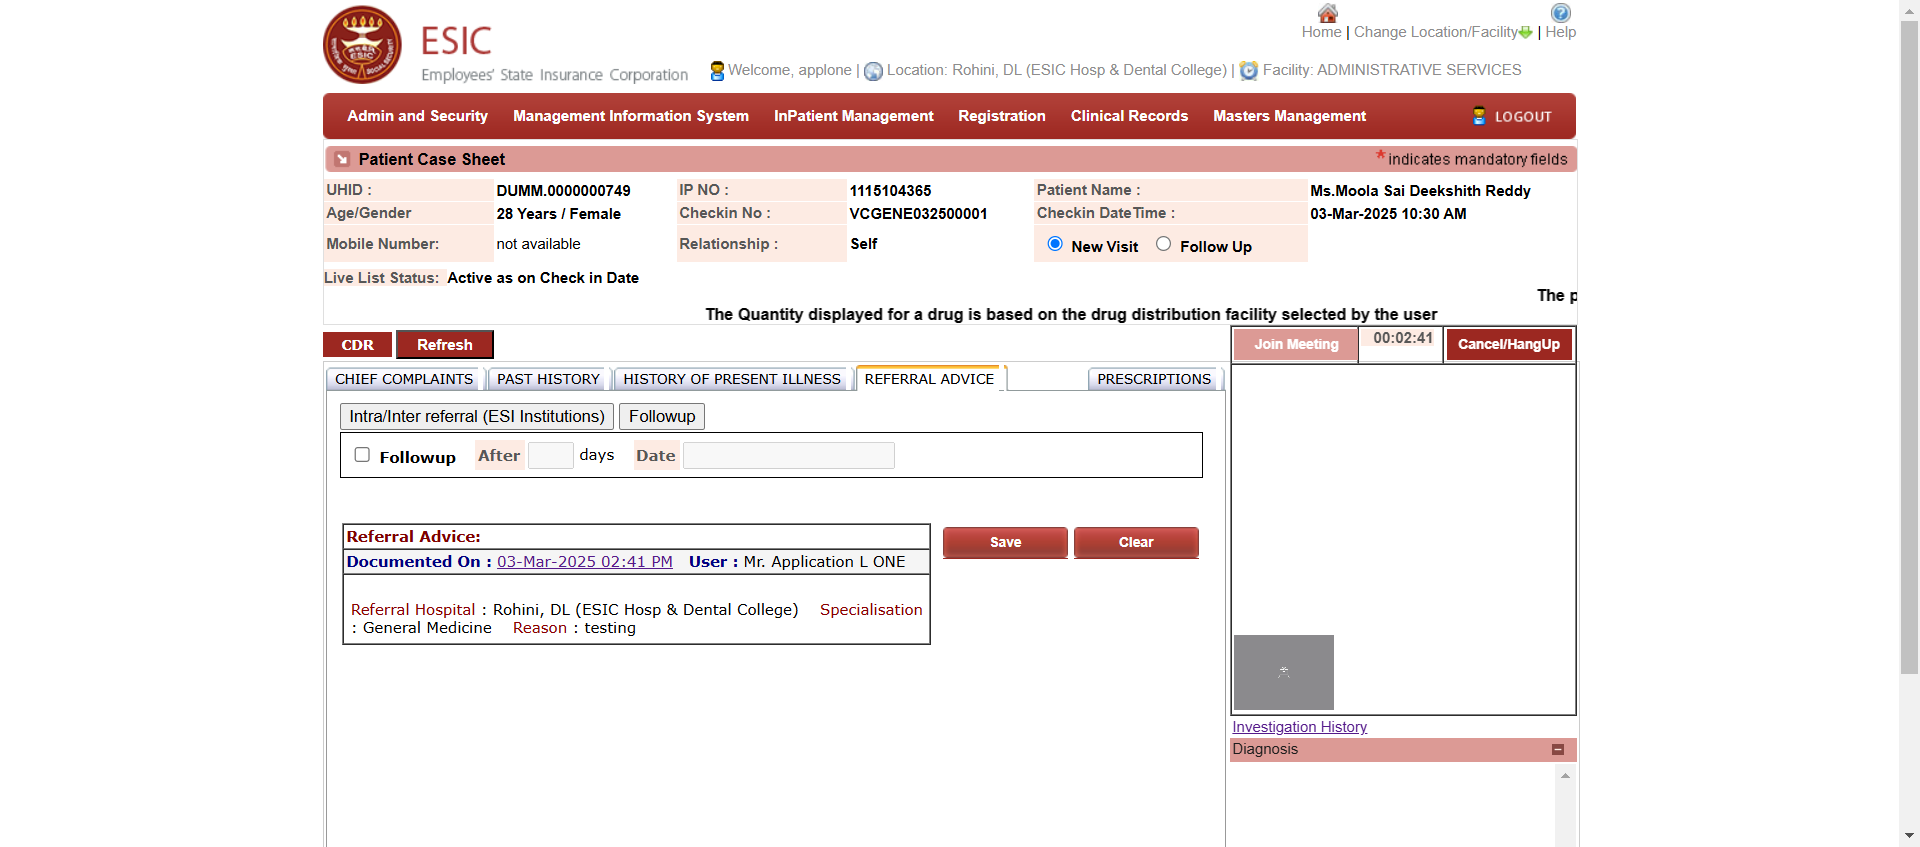 Home | Change Location/Facility | Help
ESIC
Employees' State Insurance Corporation
Welcome, applone | Location: Rohini, DL (ESIC Hosp & Dental College) | Facility: ADMINISTRATIVE SERVICES
Admin and Security Management Information System InPatient Management Registration Clinical Records Masters Management LOGOUT
Patient Case Sheet * indicates mandatory fields
UHID : DUMM.0000000749 IP NO : 1115104365 Patient Name : Ms.Moola Sai Deekshith Reddy
Age/Gender 28 Years / Female Checkin No : VCGENE032500001 Checkin DateTime : 03-Mar-2025 10:30 AM
Mobile Number: not available Relationship : Self New Visit Follow Up
Live List Status: Active as on Check in Date
The p
The Quantity displayed for a drug is based on the drug distribution facility selected by the user
CDR Refresh Join Meeting 00:02:41 Cancel/HangUp
CHIEF COMPLAINTS PAST HISTORY HISTORY OF PRESENT ILLNESS REFERRAL ADVICE PRESCRIPTIONS
Intra/Inter referral (ESI Institutions) Followup
Followup After days Date
Referral Advice: Save Clear
Documented On : 03-Mar-2025 02:41 PM User : Mr. Application L ONE
Referral Hospital : Rohini, DL (ESIC Hosp & Dental College) Specialisation
: General Medicine Reason : testing
Investigation History
Diagnosis